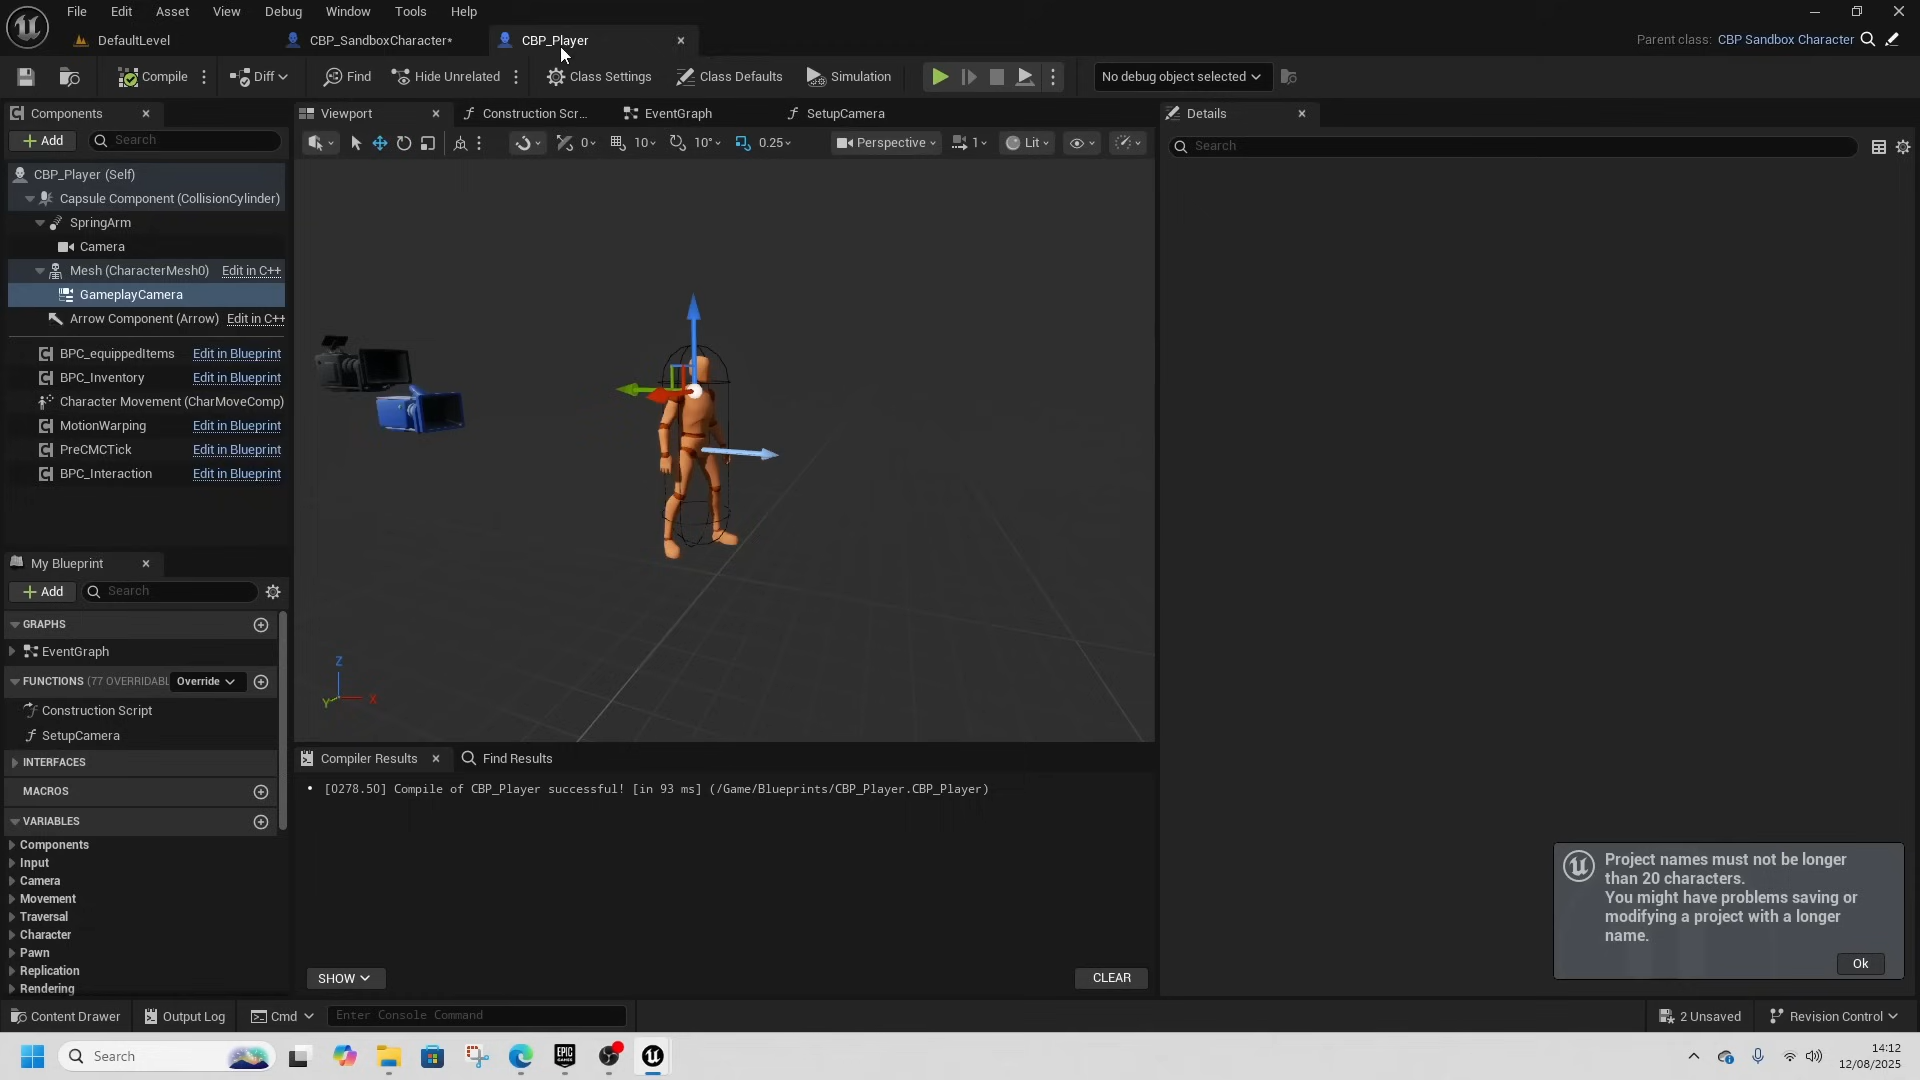 File Edit Asset View Debug Window Tools Help
DefaultLevel CBP_SandboxCharacter* CBP_Player Parent class: CBP Sandbox Character
Compile Diff Find Hide Unrelated Class Settings Class Defaults Simulation No debug object selected
Components Viewport Construction Scr... EventGraph SetupCamera Details
Add Search 0 10 10° 0.25 Perspective 1 Lit Search
CBP_Player (Self)
Capsule Component (CollisionCylinder)
SpringArm
Camera
Mesh (CharacterMesh0) Edit in C++
GameplayCamera
Arrow Component (Arrow) Edit in C++
BPC_equippedItems Edit in Blueprint
BPC_Inventory Edit in Blueprint
Character Movement (CharMoveComp)
MotionWarping Edit in Blueprint
PreCMCTick Edit in Blueprint
BPC_Interaction Edit in Blueprint
My Blueprint
Add Search
GRAPHS
EventGraph
FUNCTIONS (77 OVERRIDABL Override
Construction Script
SetupCamera
INTERFACES
MACROS
VARIABLES
Components
Input
Camera
Movement
Traversal
Character
Pawn
Replication
Rendering
Z
Y X
Compiler Results Find Results
• [0278.50] Compile of CBP_Player successful! [in 93 ms] (/Game/Blueprints/CBP_Player.CBP_Player)
SHOW CLEAR
Project names must not be longer
than 20 characters.
You might have problems saving or
modifying a project with a longer
name.
Ok
Content Drawer Output Log Cmd Enter Console Command 2 Unsaved Revision Control
Search EPIC GAMES 14:12
12/08/2025